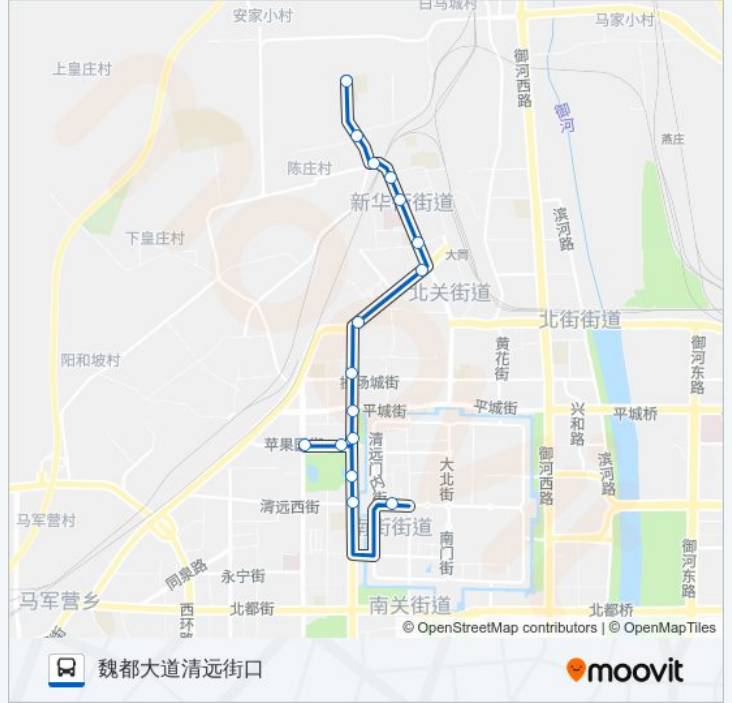 安家小村
白马城村
马家小村
上皇庄村
御河西路
御河
燕庄
陈庄村
新华街街道
滨河路
下皇庄村
大同
北关街道
北街街道
阳和坡村
黄花街
御河东路
操场城街
平城街
平城街
兴和路
平城桥
苹果园街
清远门
大北街
御河西路
滨河路
清远西街
马军营村
南街街道
南门街
御河东路
同泉路
永宁街
马军营乡
西环路
北都街
南关街道
北都桥
© OpenStreetMap contributors | © OpenMapTiles
魏都大道清远街口
moovit